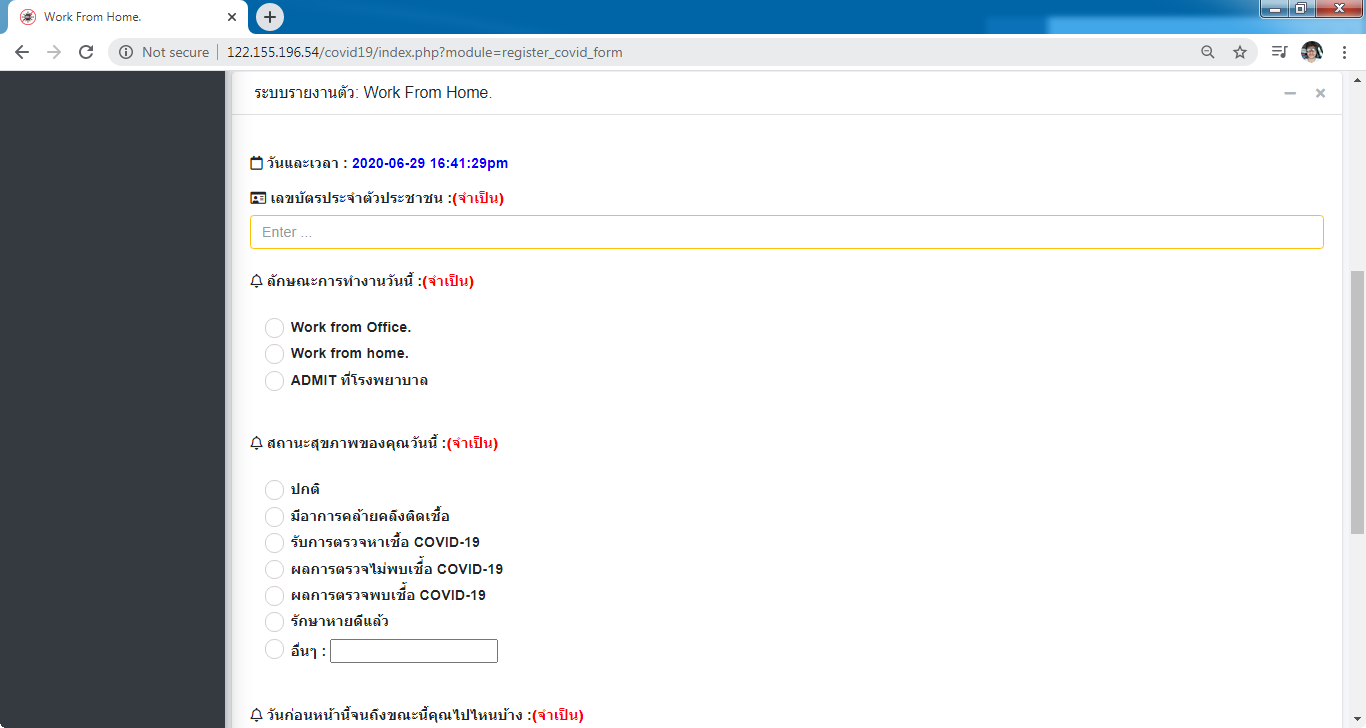 Work From Home.
Not secure | 122.155.196.54/covid19/index.php?module=register_covid_form
ระบบรายงานตัว: Work From Home.
วันและเวลา : 2020-06-29 16:41:29pm
เลขบัตรประจำตัวประชาชน :(จำเป็น)
Enter ...
ลักษณะการทำงานวันนี้ :(จำเป็น)
Work from Office.
Work from home.
ADMIT ที่โรงพยาบาล
สถานะสุขภาพของคุณวันนี้ :(จำเป็น)
ปกติ
มีอาการคล้ายคลึงติดเชื้อ
รับการตรวจหาเชื้อ COVID-19
ผลการตรวจไม่พบเชื้อ COVID-19
ผลการตรวจพบเชื้อ COVID-19
รักษาหายดีแล้ว
อื่นๆ :
วันก่อนหน้านี้จนถึงขณะนี้คุณไปไหนบ้าง :(จำเป็น)